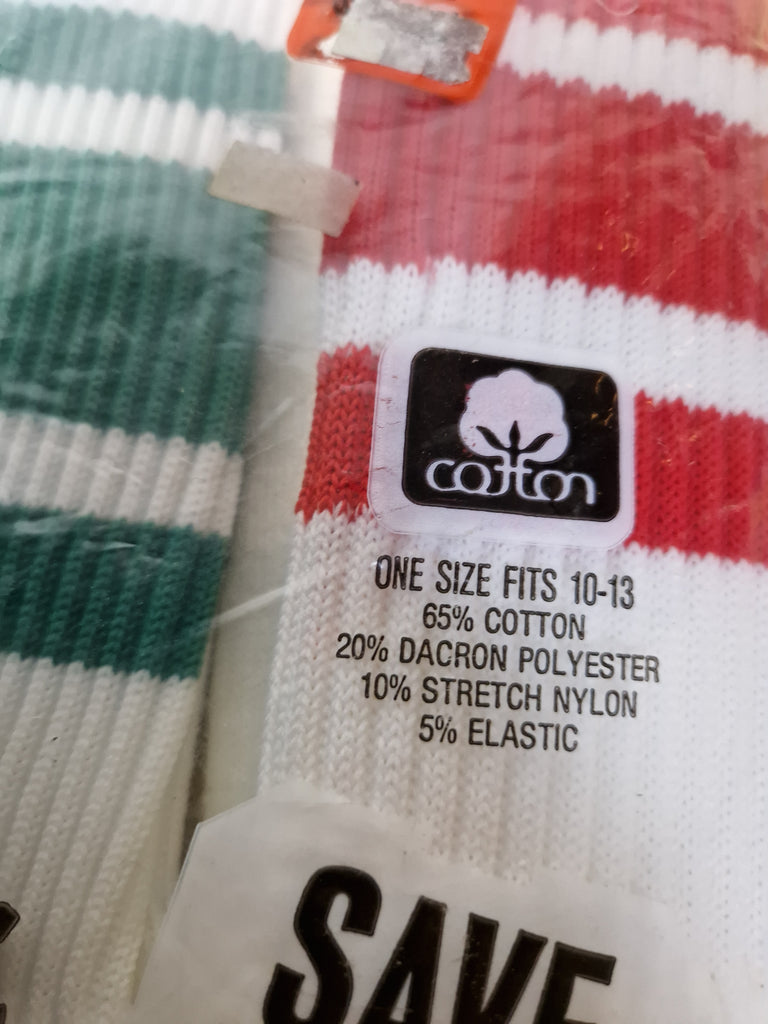 cotton
ONE SIZE FITS 10-13
65% COTTON
20% DACRON POLYESTER
10% STRETCH NYLON
5% ELASTIC
SAVE